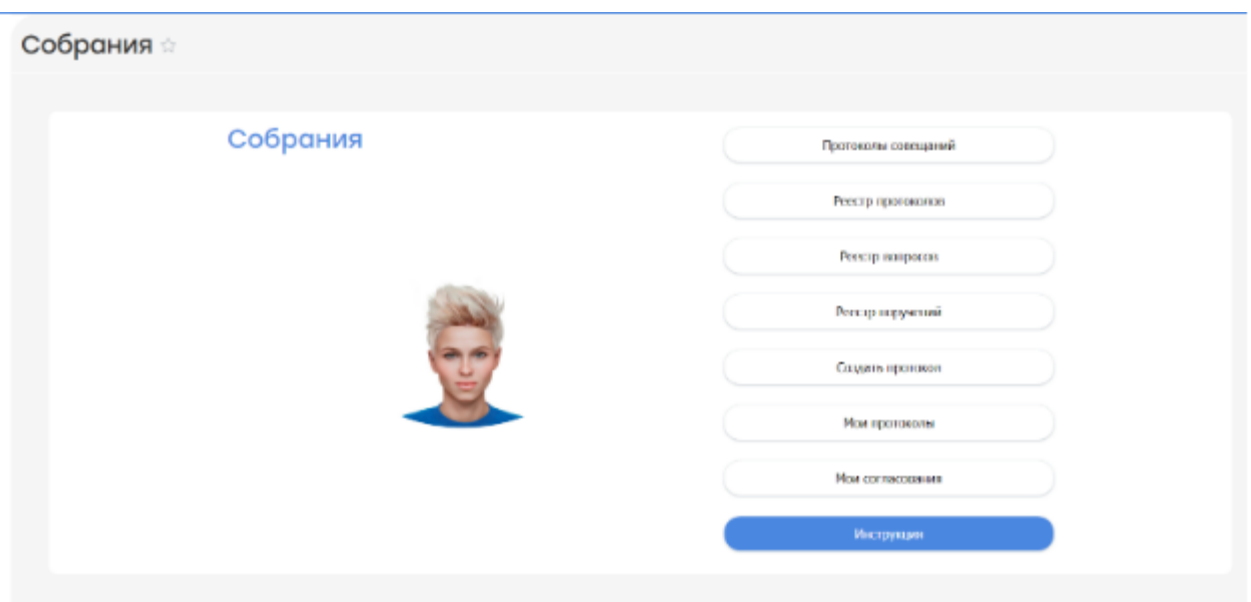 Собрания
Собрания
Протоколы совещаний
Реестр протоколов
Реестр вопросов
Реестр поручений
Создать протокол
Мои протоколы
Мои согласования
Инструкция